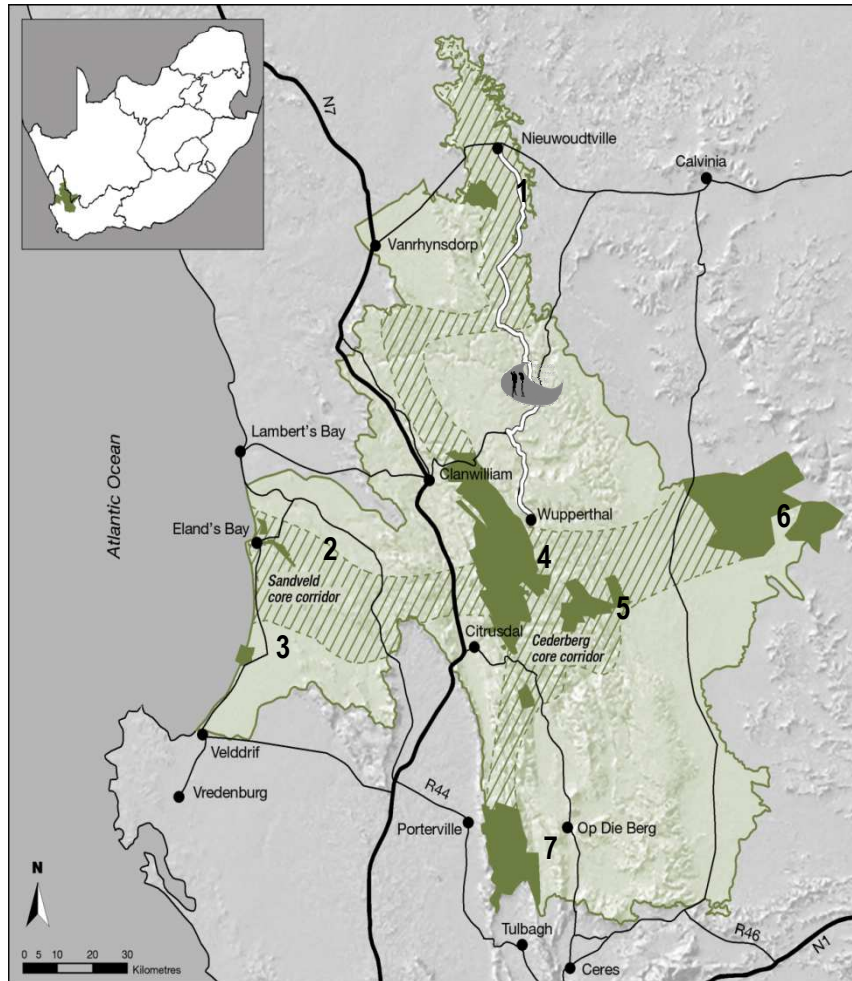 N7
Nieuwoudtville
1
Calvinia
Vanrhynsdorp
Lambert's Bay
Atlantic Ocean
Clanwilliam
Wupperthal
6
Eland's Bay
2
4
Sandveld
core corridor
5
3
Citrusdal
Cederberg
core corridor
Velddrif
Vredenburg
R44
Porterville
7
Op Die Berg
N
Tulbagh
R46
N1
0 5 10 20 30
Kilometres
Ceres